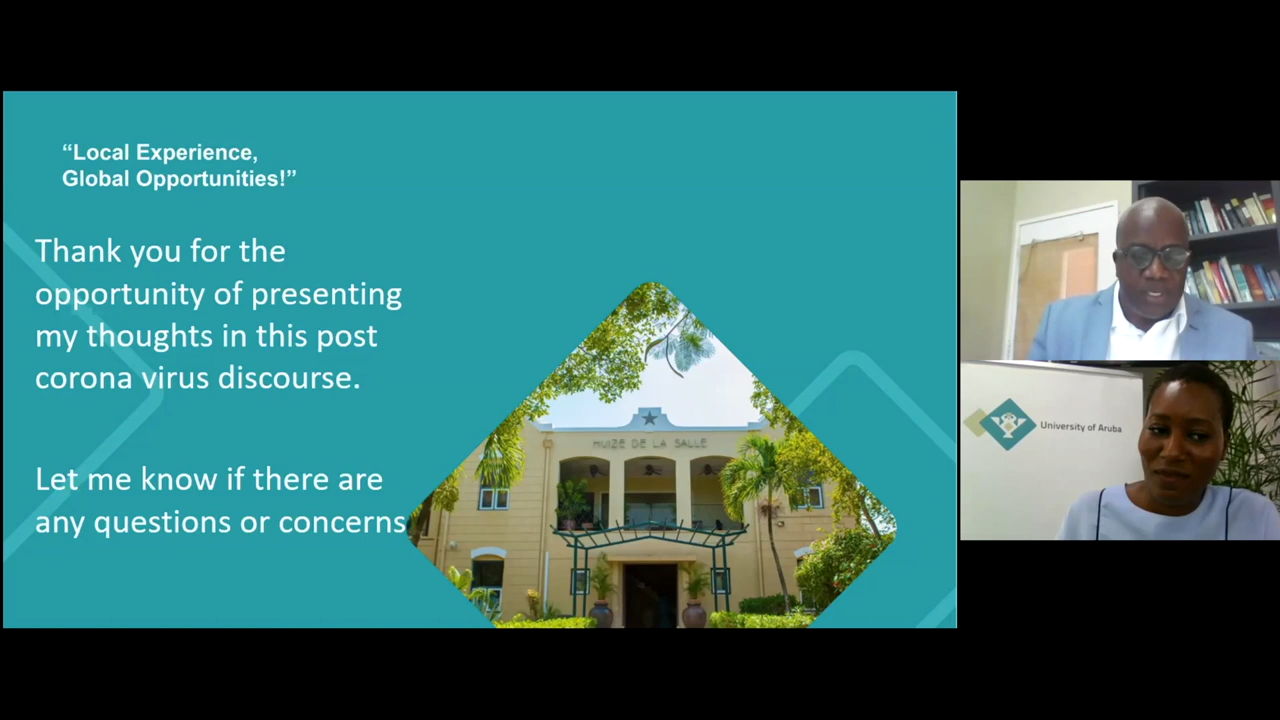 “Local Experience,
Global Opportunities!”
Thank you for the
opportunity of presenting
my thoughts in this post
corona virus discourse.
Let me know if there are
any questions or concerns
HUIZE DE LA SALLE
University of Aruba